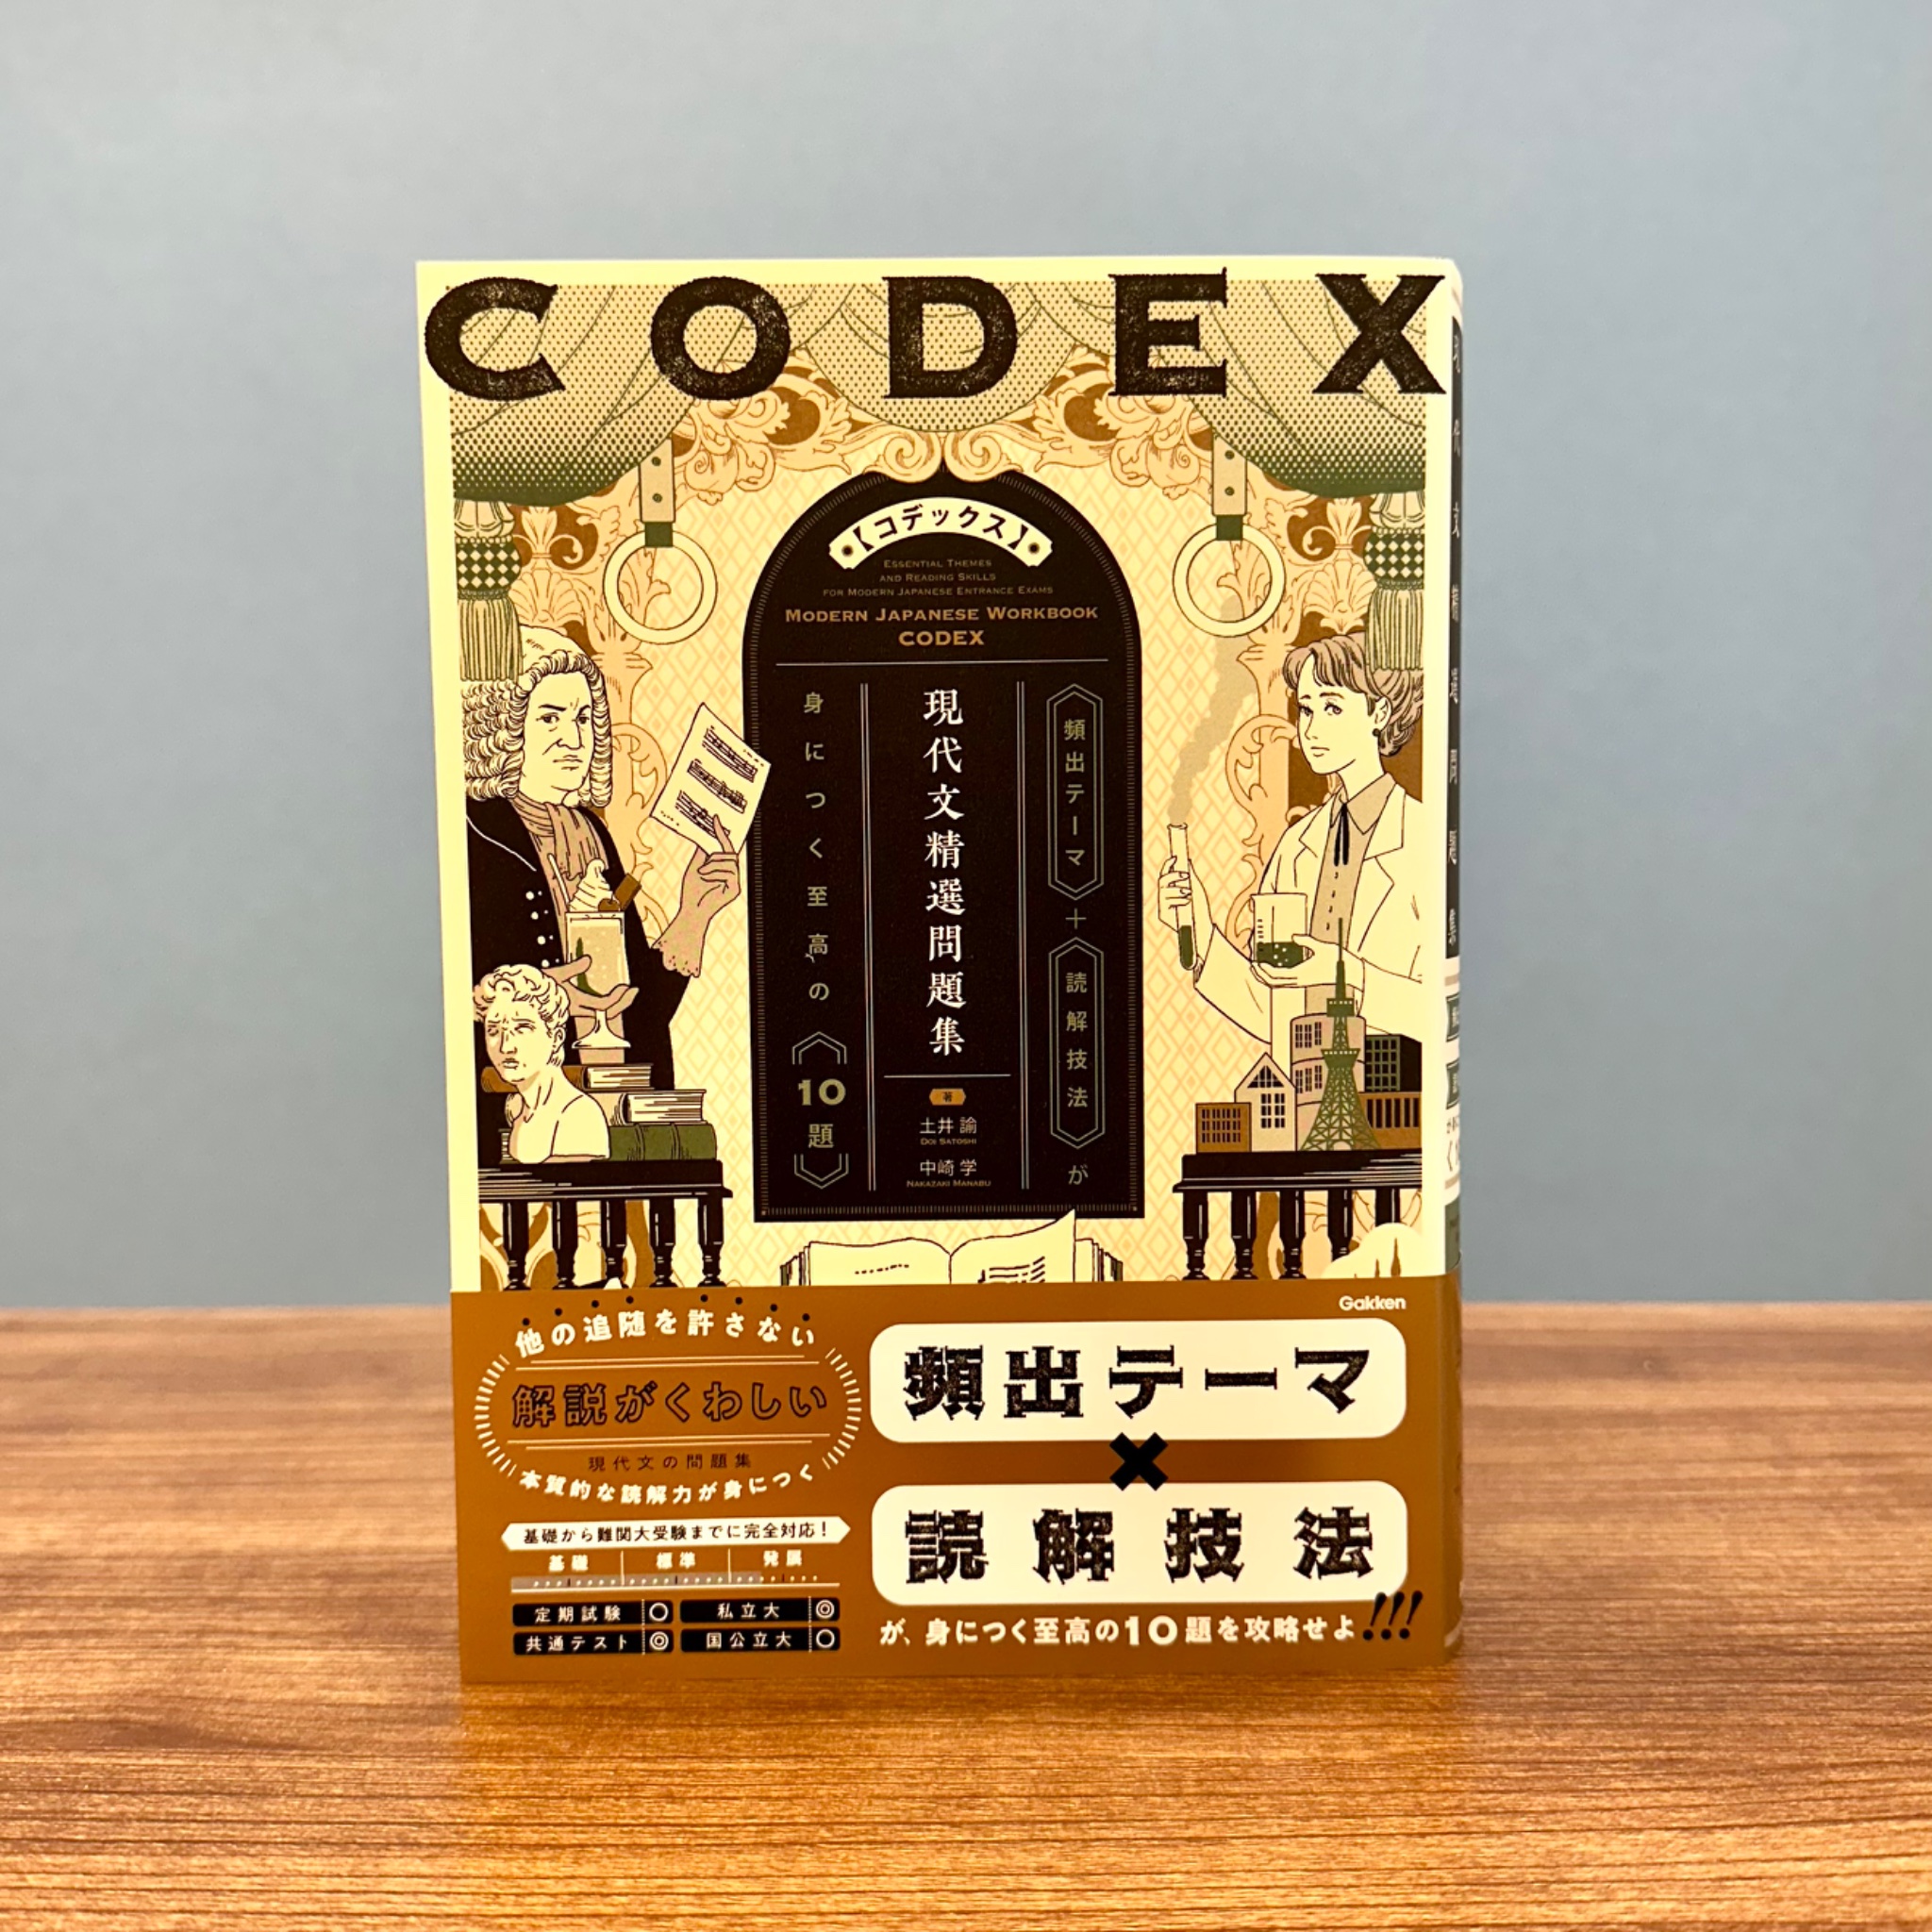 CODEX
【コデックス】
ESSENTIAL THEMES
AND READING SKILLS
FOR MODERN JAPANESE ENTRANCE EXAMS
MODERN JAPANESE WORKBOOK
CODEX
頻出テーマ+読解技法が
現代文精選問題集
身につく至高の
10題
著
土井 諭
DOI SATOSHI
中崎 学
NAKAZAKI MANABU
Gakken
他の追随を許さない
解説がくわしい
現代文の問題集
本質的な読解力が身につく
基礎から難関大受験までに完全対応!
基礎 標準 発展
定期試験 ○ 私立大 ◎
共通テスト ◎ 国公立大 ○
頻出テーマ
×
読解技法
が、身につく至高の10題を攻略せよ!!!
現代文精選問題集